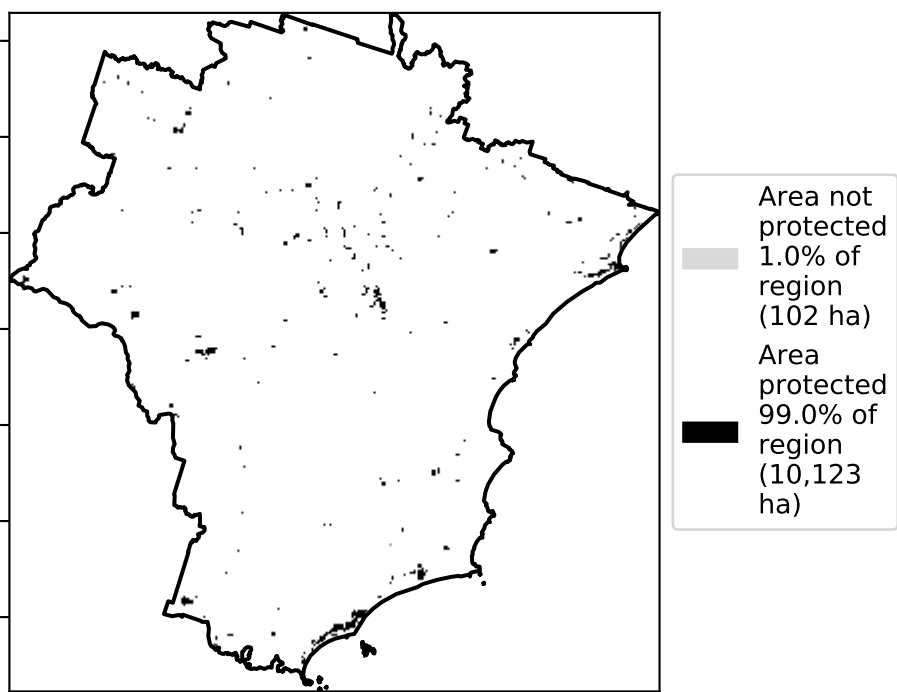 Area not
protected
1.0% of
region
(102 ha)
Area
protected
99.0% of
region
(10,123
ha)